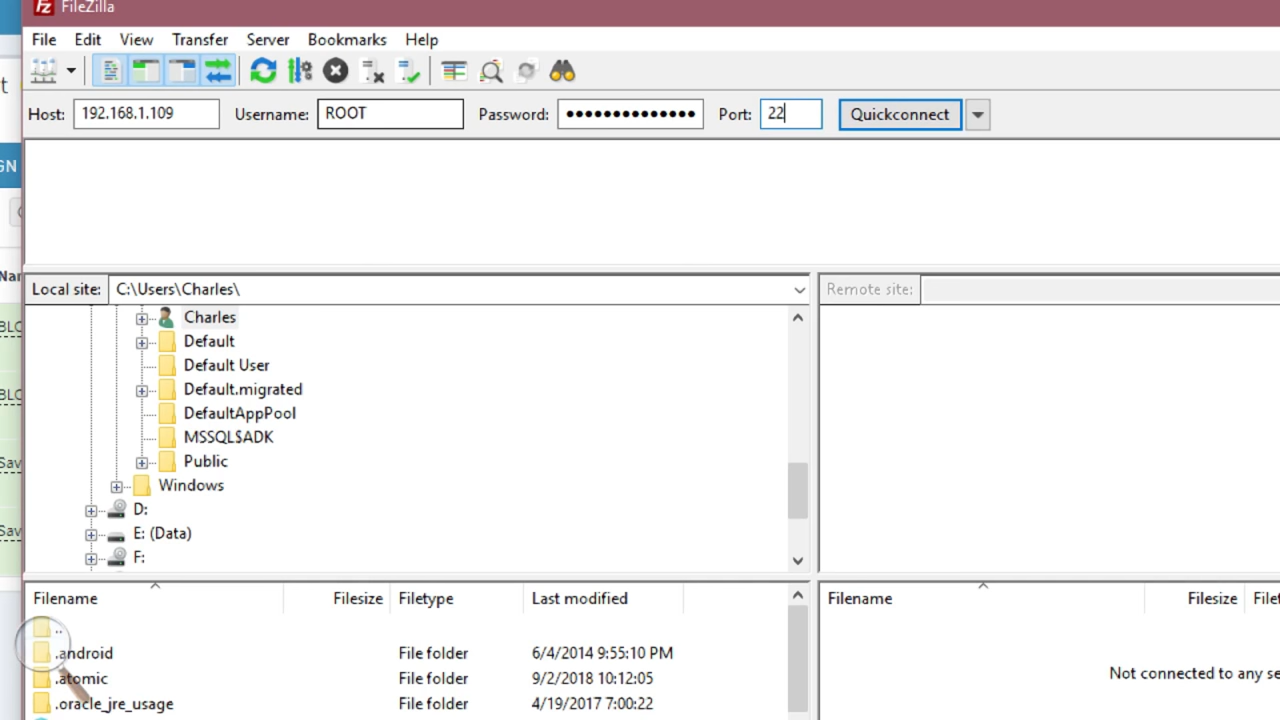 FileZilla
File Edit View Transfer Server Bookmarks Help
Host: 192.168.1.109 Username: ROOT Password: ●●●●●●●●●●●●●● Port: 22 Quickconnect
GN
Local site: C:\Users\Charles\ Remote site:
Charles
Default
Default User
Default.migrated
DefaultAppPool
MSSQL$ADK
Public
Windows
D:
E: (Data)
F:
Filename Filesize Filetype Last modified Filename Filesize Filet
..
.android File folder 6/4/2014 9:55:10 PM
Not connected to any se
.atomic File folder 9/2/2018 10:12:05
.oracle_jre_usage File folder 4/19/2017 7:00:22